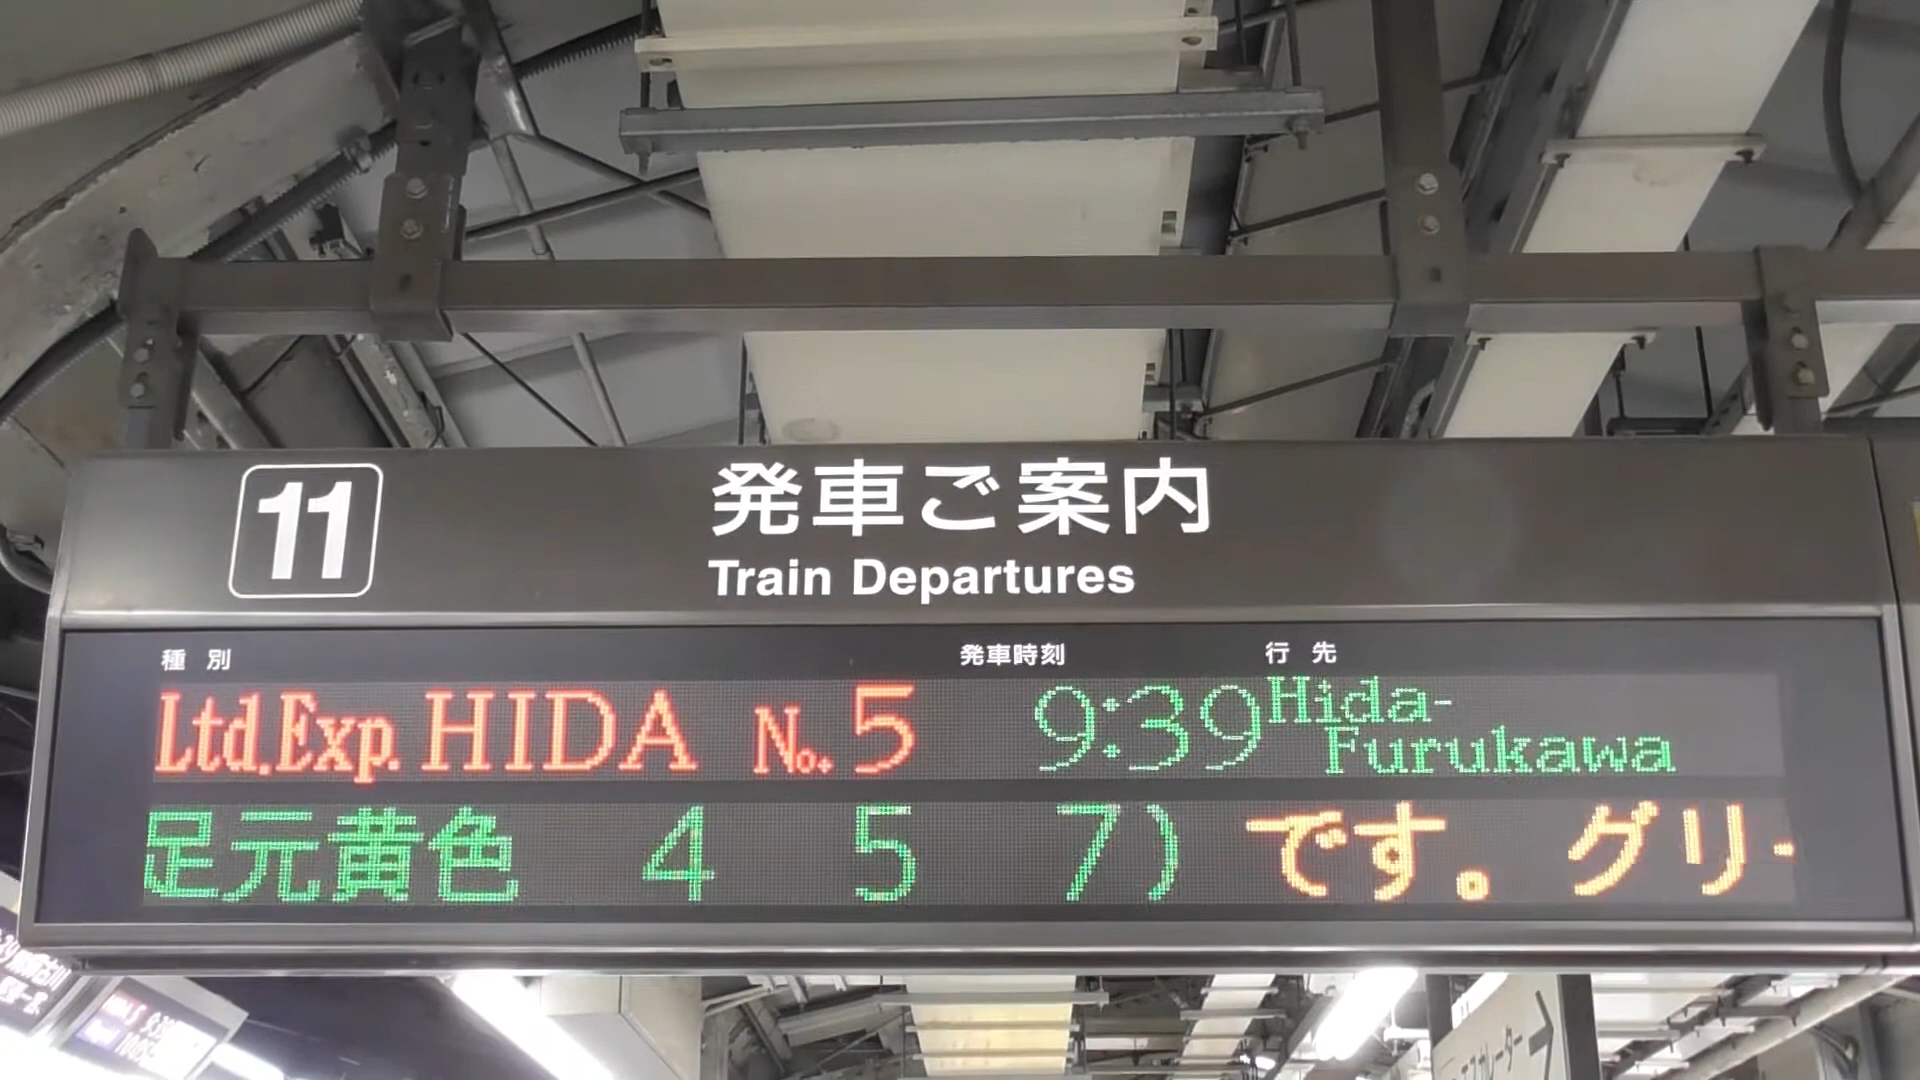 11
発車ご案内
Train Departures
種別 発車時刻 行先
Ltd.Exp. HIDA No. 5 9:39 Hida-Furukawa
足元黄色 4 5 7) です。 グリー